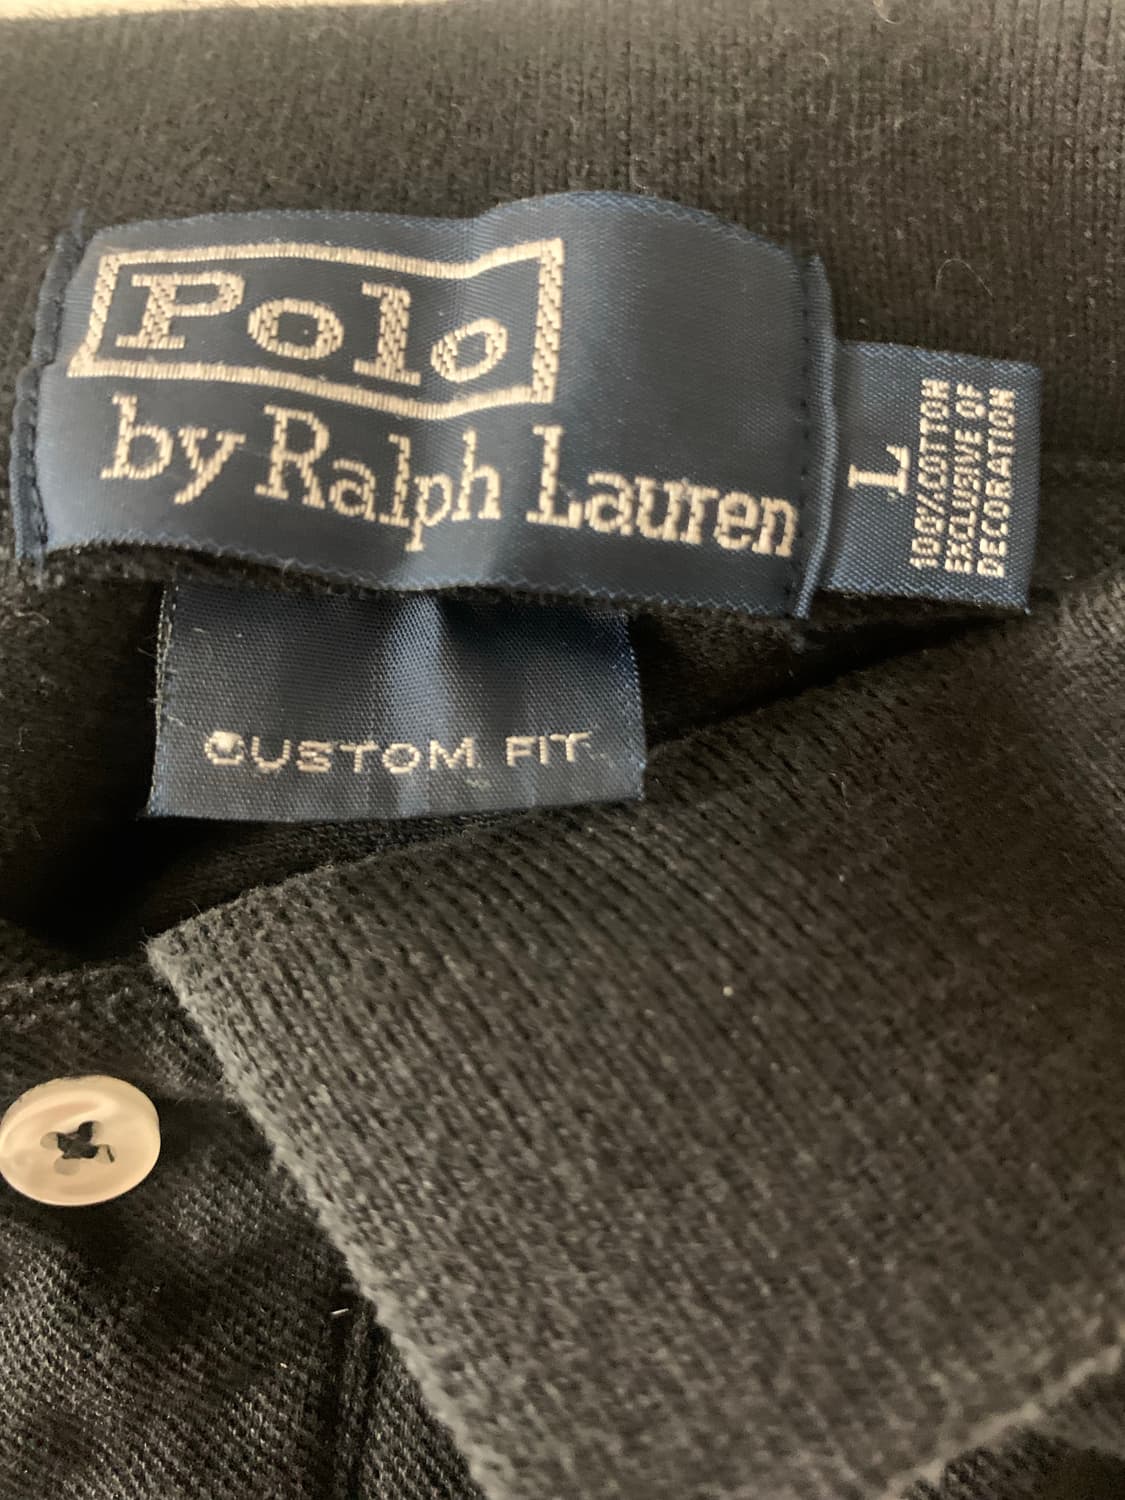 Polo
by Ralph Lauren
L
100%COTTON
EXCLUSIVE OF
DECORATION
CUSTOM FIT